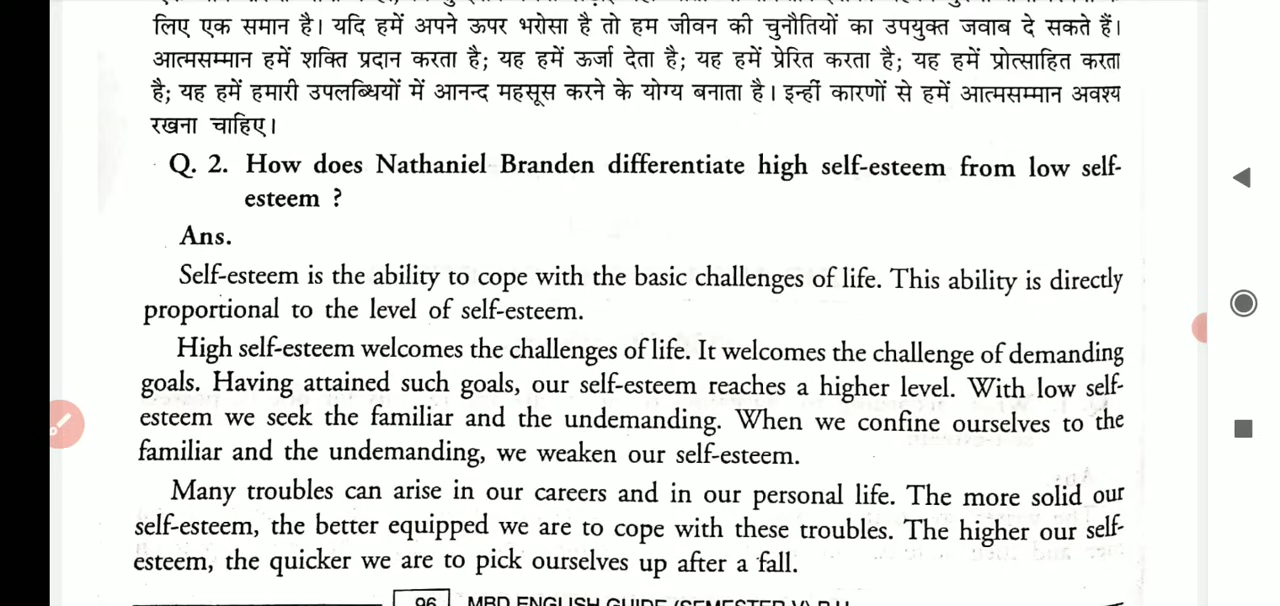 लिए एक समान है। यदि हमें अपने ऊपर भरोसा है तो हम जीवन की चुनौतियों का उपयुक्त जवाब दे सकते हैं।
आत्मसम्मान हमें शक्ति प्रदान करता है; यह हमें ऊर्जा देता है; यह हमें प्रेरित करता है; यह हमें प्रोत्साहित करता
है; यह हमें हमारी उपलब्धियों में आनन्द महसूस करने के योग्य बनाता है। इन्हीं कारणों से हमें आत्मसम्मान अवश्य
रखना चाहिए।
Q. 2. How does Nathaniel Branden differentiate high self-esteem from low self-
esteem ?
Ans.
Self-esteem is the ability to cope with the basic challenges of life. This ability is directly
proportional to the level of self-esteem.
High self-esteem welcomes the challenges of life. It welcomes the challenge of demanding
goals. Having attained such goals, our self-esteem reaches a higher level. With low self-
esteem we seek the familiar and the undemanding. When we confine ourselves to the
familiar and the undemanding, we weaken our self-esteem.
Many troubles can arise in our careers and in our personal life. The more solid our
self-esteem, the better equipped we are to cope with these troubles. The higher our self-
esteem, the quicker we are to pick ourselves up after a fall.
96 MBD ENGLISH GUIDE (SEMESTER V) P.U.